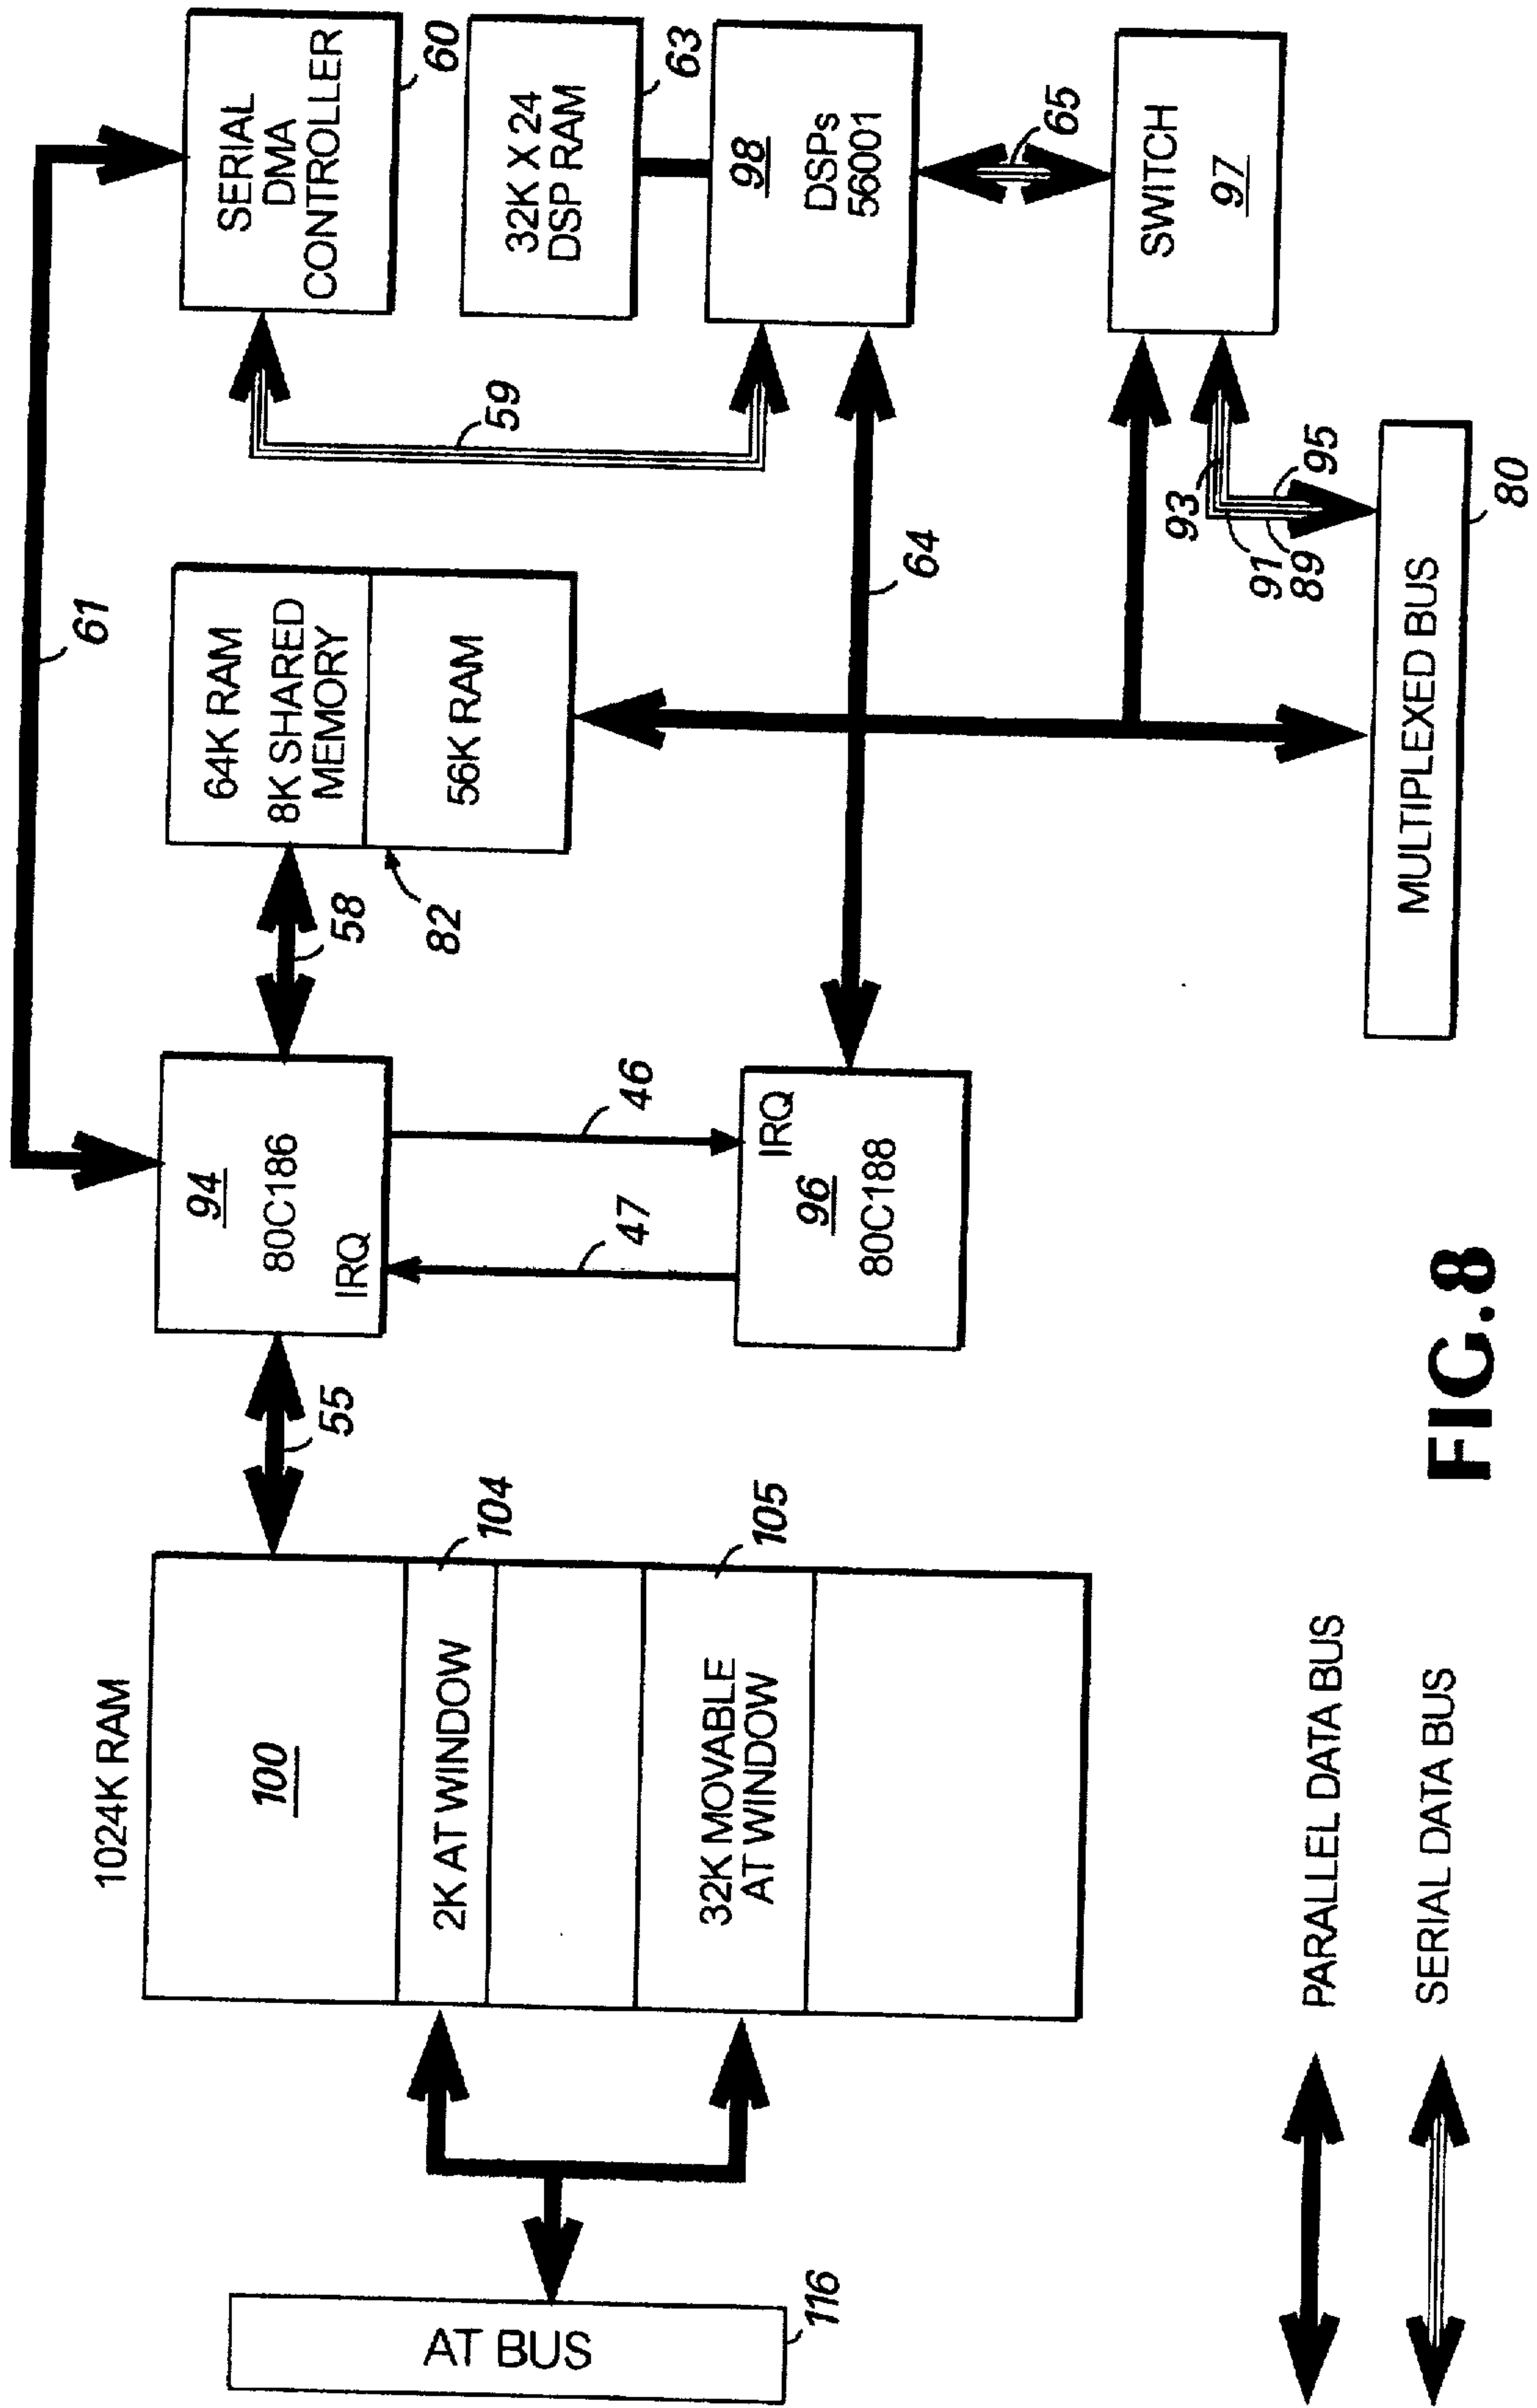 1024K RAM
100
2K AT WINDOW
104
32K MOVABLE
AT WINDOW
105
AT BUS
116
55
94
80C186
IRQ
61
58
64K RAM
8K SHARED
MEMORY
56K RAM
82
46
47
IRQ
96
80C188
SERIAL
DMA
CONTROLLER
60
59
32K X 24
DSP RAM
63
98
DSPs
56001
64
65
SWITCH
97
93
91
89
95
MULTIPLEXED BUS
80
PARALLEL DATA BUS
SERIAL DATA BUS
FIG.8